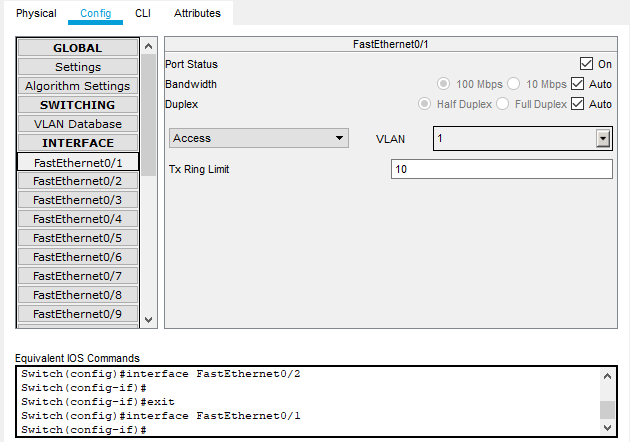 Physical Config CLI Attributes
GLOBAL
Settings
Algorithm Settings
SWITCHING
VLAN Database
INTERFACE
FastEthernet0/1
FastEthernet0/2
FastEthernet0/3
FastEthernet0/4
FastEthernet0/5
FastEthernet0/6
FastEthernet0/7
FastEthernet0/8
FastEthernet0/9
FastEthernet0/1
Port Status On
Bandwidth 100 Mbps 10 Mbps Auto
Duplex Half Duplex Full Duplex Auto
Access VLAN 1
Tx Ring Limit 10
Equivalent IOS Commands
Switch(config)#interface FastEthernet0/2
Switch(config-if)#
Switch(config-if)#exit
Switch(config)#interface FastEthernet0/1
Switch(config-if)#